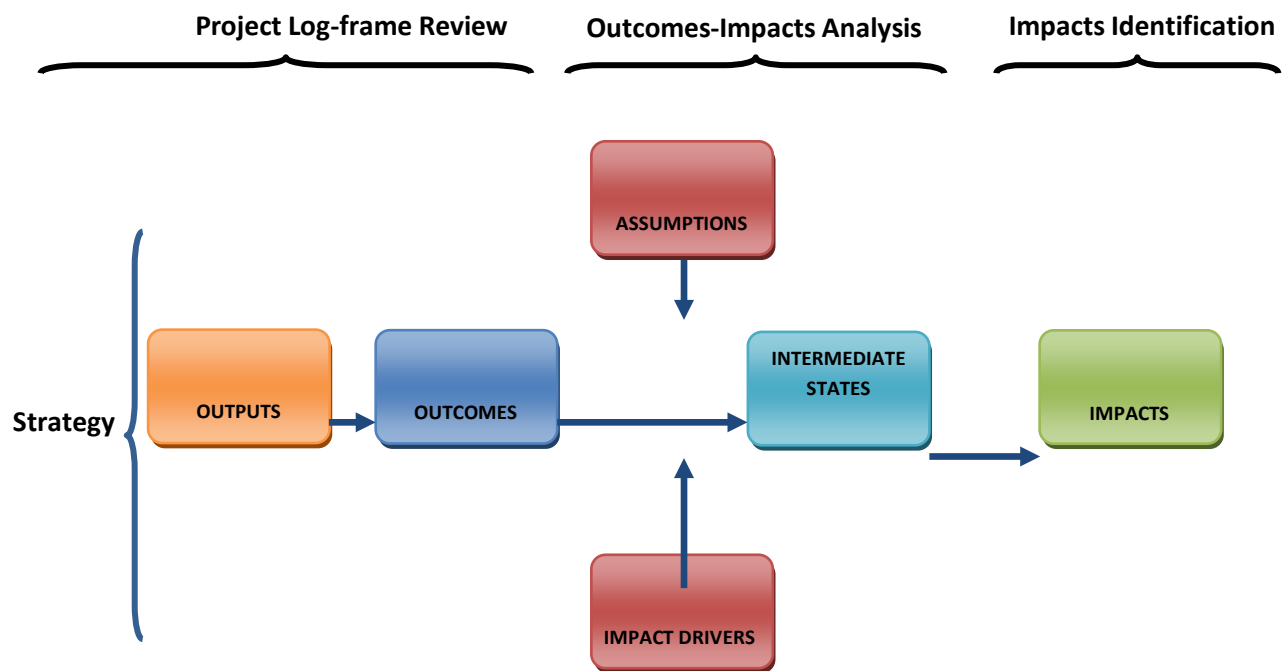 Project Log-frame Review
Outcomes-Impacts Analysis
Impacts Identification
ASSUMPTIONS
Strategy
OUTPUTS
OUTCOMES
INTERMEDIATE
STATES
IMPACTS
IMPACT DRIVERS